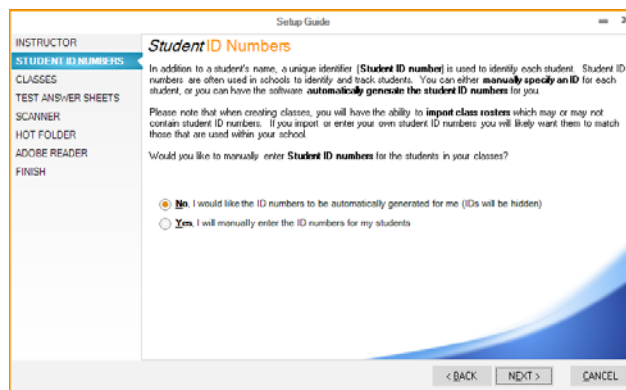 Setup Guide
INSTRUCTOR
STUDENT ID NUMBERS
CLASSES
TEST ANSWER SHEETS
SCANNER
HOT FOLDER
ADOBE READER
FINISH
Student ID Numbers
In addition to a student's name, a unique identifier (Student ID number) is used to identify each student. Student ID
numbers are often used in schools to identify and track students. You can either manually specify an ID for each
student, or you can have the software automatically generate the student ID numbers for you.
Please note that when creating classes, you will have the ability to import class rosters which may or may not
contain student ID numbers. If you import or enter your own student ID numbers you will likely want them to match
those that are used within your school.
Would you like to manually enter Student ID numbers for the students in your classes?
No, I would like the ID numbers to be automatically generated for me (IDs will be hidden)
Yes, I will manually enter the ID numbers for my students
< BACK
NEXT >
CANCEL